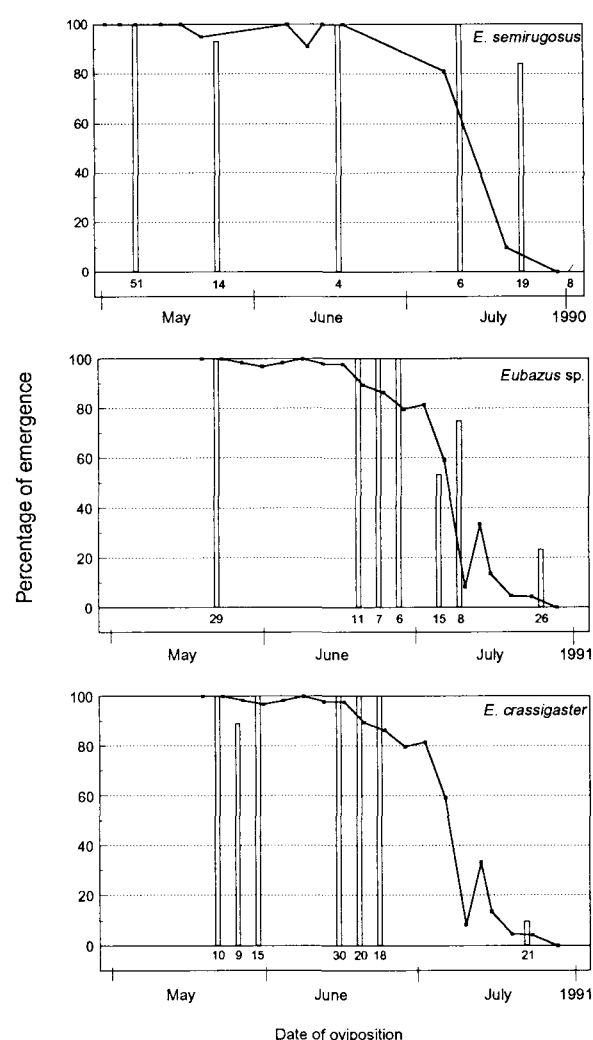 100
E. semirugosus
80
60
40
20
0
51 14 4 6 19 8
May June July 1990
Percentage of emergence
100
Eubazus sp.
80
60
40
20
0
29 11 7 6 15 8 26
May June July 1991
100
E. crassigaster
80
60
40
20
0
10 9 15 30 20 18 21
May June July 1991
Date of oviposition